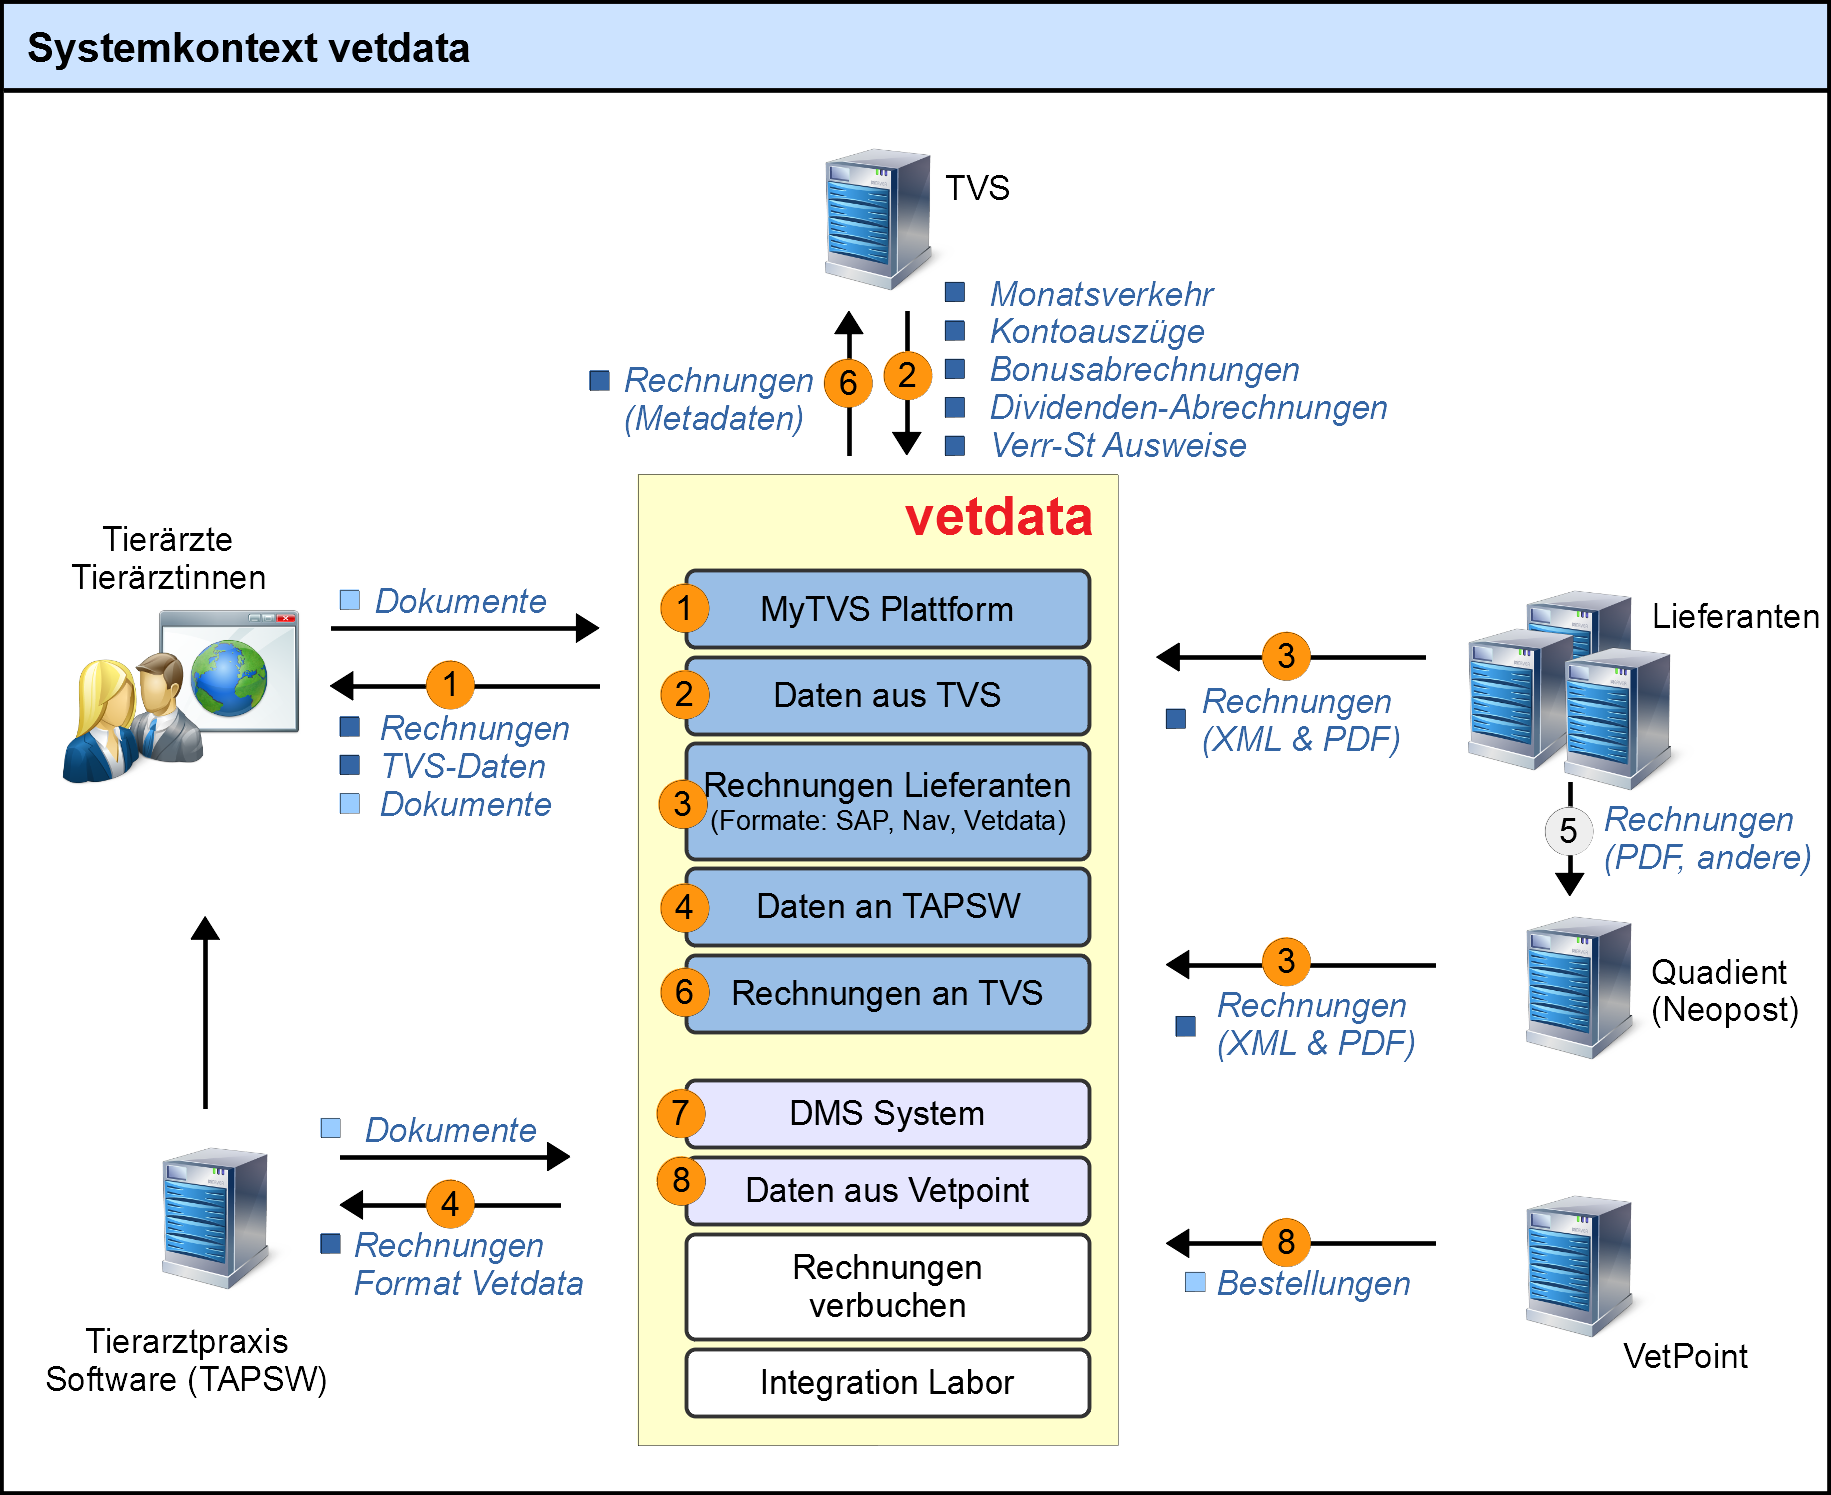 Systemkontext vetdata
TVS
Monatsverkehr
Kontoauszüge
Bonusabrechnungen
Dividenden-Abrechnungen
Verr-St Ausweise
Rechnungen
(Metadaten)
6
2
vetdata
Tierärzte
Tierärztinnen
Dokumente
1
Rechnungen
TVS-Daten
Dokumente
1
MyTVS Plattform
2
Daten aus TVS
3
Rechnungen Lieferanten
(Formate: SAP, Nav, Vetdata)
4
Daten an TAPSW
6
Rechnungen an TVS
7
DMS System
8
Daten aus Vetpoint
Rechnungen
verbuchen
Integration Labor
Lieferanten
3
Rechnungen
(XML & PDF)
5
Rechnungen
(PDF, andere)
Quadient
(Neopost)
3
Rechnungen
(XML & PDF)
8
Bestellungen
VetPoint
Dokumente
4
Rechnungen
Format Vetdata
Tierarztpraxis
Software (TAPSW)